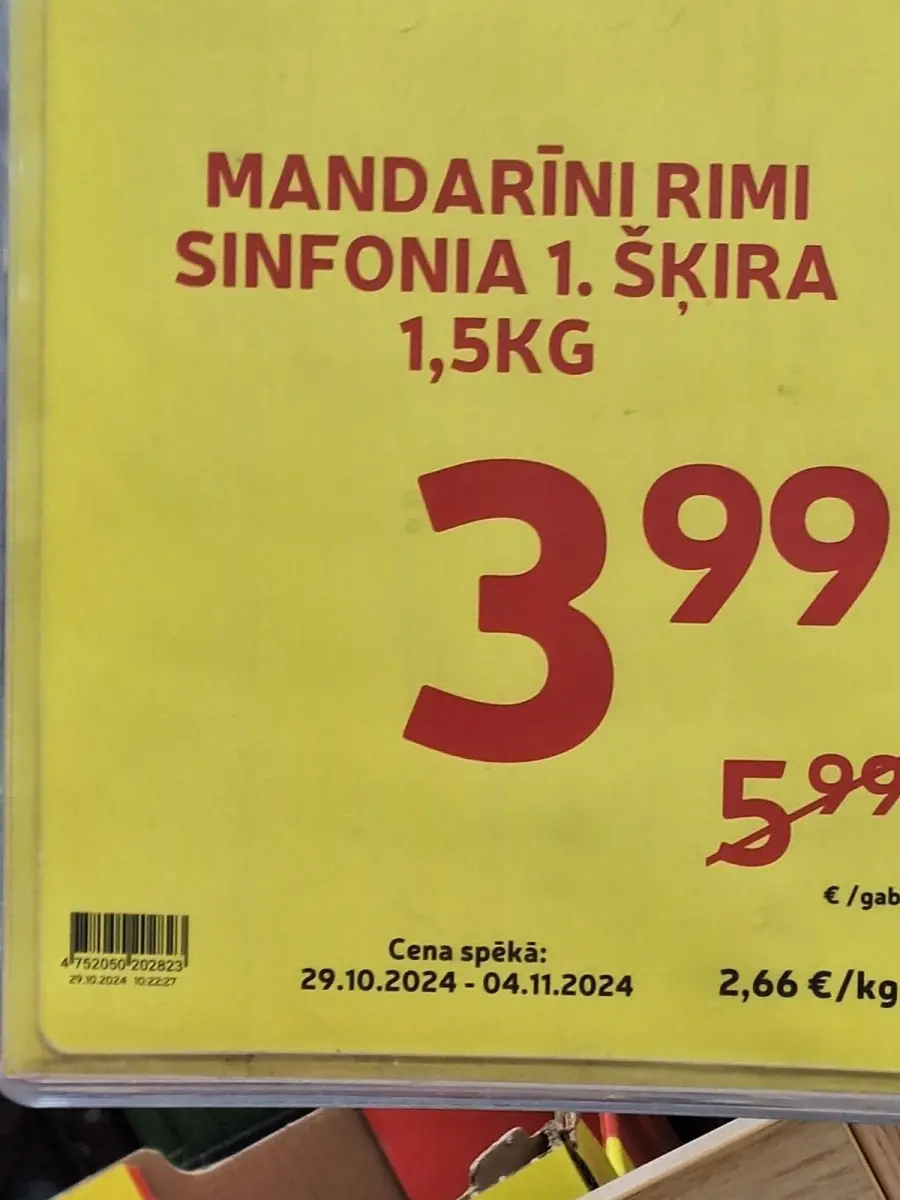 MANDARĪNI RIMI
SINFONIA 1. ŠĶIRA
1,5KG
3 99
5 99
€ /gab
4 752050 202823
29.10.2024 10:22:27
Cena spēkā:
29.10.2024 - 04.11.2024
2,66 €/kg